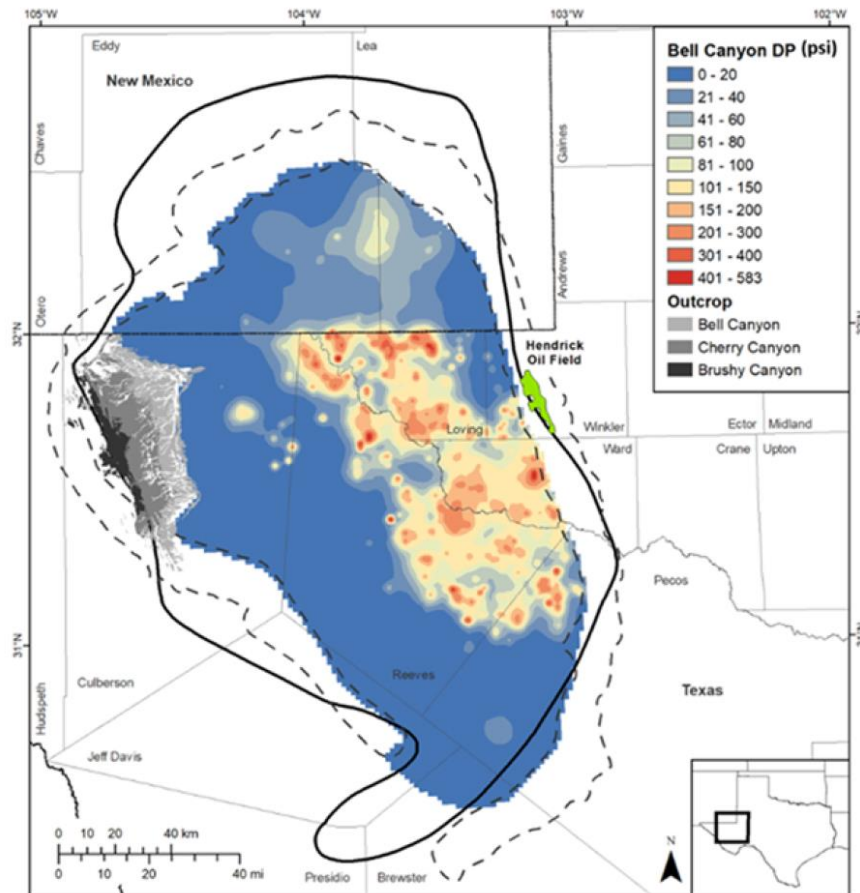 105°W
104°W
103°W
102°W
Eddy
Lea
New Mexico
Chaves
Gaines
Otero
Andrews
32°N
Bell Canyon DP (psi)
0 - 20
21 - 40
41 - 60
61 - 80
81 - 100
101 - 150
151 - 200
201 - 300
301 - 400
401 - 583
Outcrop
Bell Canyon
Cherry Canyon
Brushy Canyon
Hendrick
Oil Field
Loving
Winkler
Ector
Midland
Ward
Crane
Upton
Pecos
31°N
Reeves
Texas
Culberson
Hudspeth
Jeff Davis
0 10 20 40 km
0 10 20 40 mi
N
Presidio
Brewster